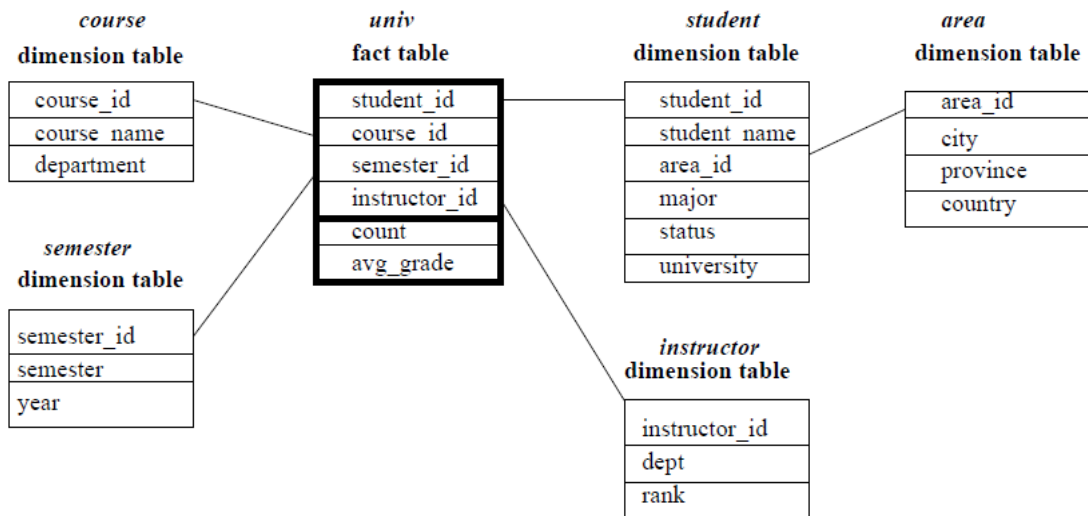 course
dimension table
course_id
course_name
department
univ
fact table
student_id
course_id
semester_id
instructor_id
count
avg_grade
student
dimension table
student_id
student_name
area_id
major
status
university
area
dimension table
area_id
city
province
country
semester
dimension table
semester_id
semester
year
instructor
dimension table
instructor_id
dept
rank